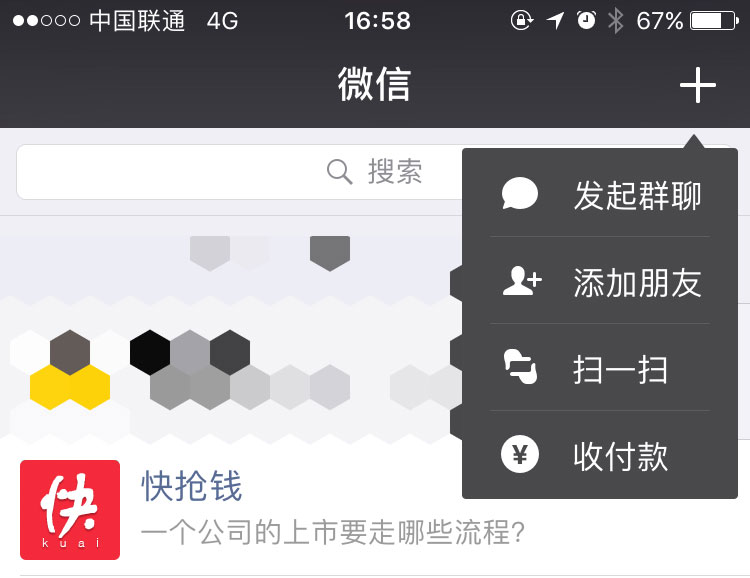 中国联通 4G 16:58 67%
微信
搜索
发起群聊
添加朋友
扫一扫
收付款
快
kuai
快抢钱
一个公司的上市要走哪些流程?